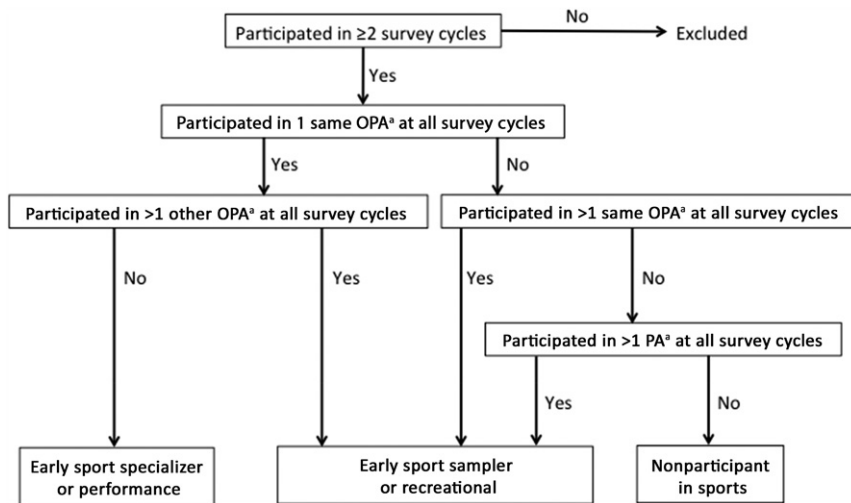 Participated in ≥2 survey cycles
No
Excluded
Yes
Participated in 1 same OPAᵃ at all survey cycles
Yes
No
Participated in >1 other OPAᵃ at all survey cycles
Participated in >1 same OPAᵃ at all survey cycles
No
Yes
Yes
No
Participated in >1 PAᵃ at all survey cycles
Yes
No
Early sport specializer
or performance
Early sport sampler
or recreational
Nonparticipant
in sports